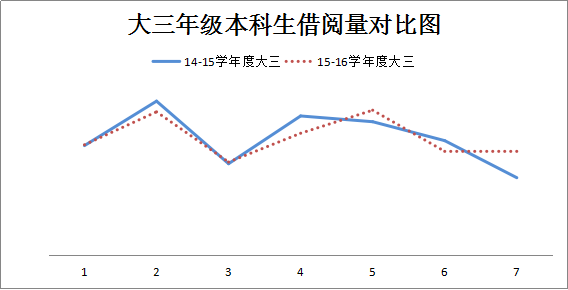 大三年级本科生借阅量对比图
14-15学年度大三 15-16学年度大三
1 2 3 4 5 6 7